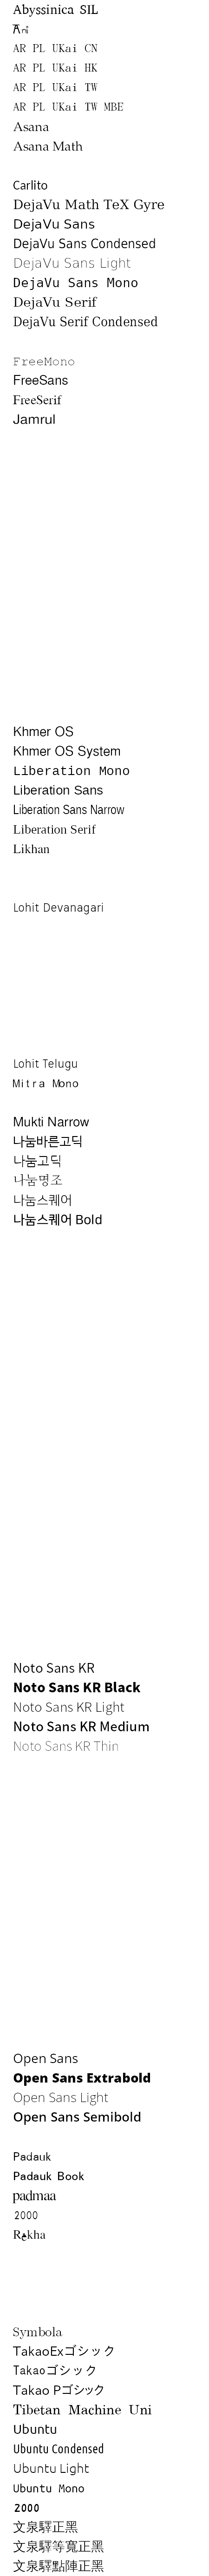 Abyssinica SIL
AR PL UKai CN
AR PL UKai HK
AR PL UKai TW
AR PL UKai TW MBE
Asana
Asana Math
Carlito
DejaVu Math TeX Gyre
DejaVu Sans
DejaVu Sans Condensed
DejaVu Sans Light
DejaVu Sans Mono
DejaVu Serif
DejaVu Serif Condensed
FreeMono
FreeSans
FreeSerif
Jamrul
Khmer OS
Khmer OS System
Liberation Mono
Liberation Sans
Liberation Sans Narrow
Liberation Serif
Likhan
Lohit Devanagari
Lohit Telugu
Mitra Mono
Mukti Narrow
나눔바른고딕
나눔고딕
나눔명조
나눔스퀘어
나눔스퀘어 Bold
Noto Sans KR
Noto Sans KR Black
Noto Sans KR Light
Noto Sans KR Medium
Noto Sans KR Thin
Open Sans
Open Sans Extrabold
Open Sans Light
Open Sans Semibold
Padauk
Padauk Book
padmaa
2000
Symbola
TakaoExゴシック
Takaoゴシック
Takao Pゴシック
Tibetan Machine Uni
Ubuntu
Ubuntu Condensed
Ubuntu Light
Ubuntu Mono
2000
文泉驛正黑
文泉驛等寬正黑
文泉驛點陣正黑